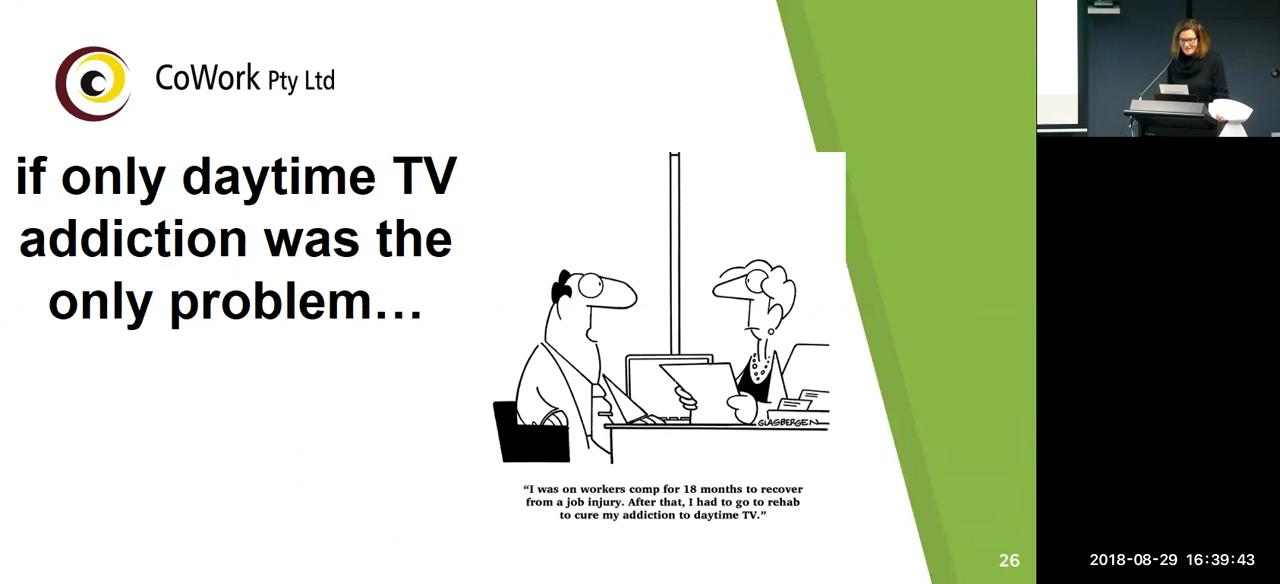 CoWork Pty Ltd
if only daytime TV
addiction was the
only problem…
GLASBERGEN
“I was on workers comp for 18 months to recover
from a job injury. After that, I had to go to rehab
to cure my addiction to daytime TV.”
26
2018-08-29 16:39:43